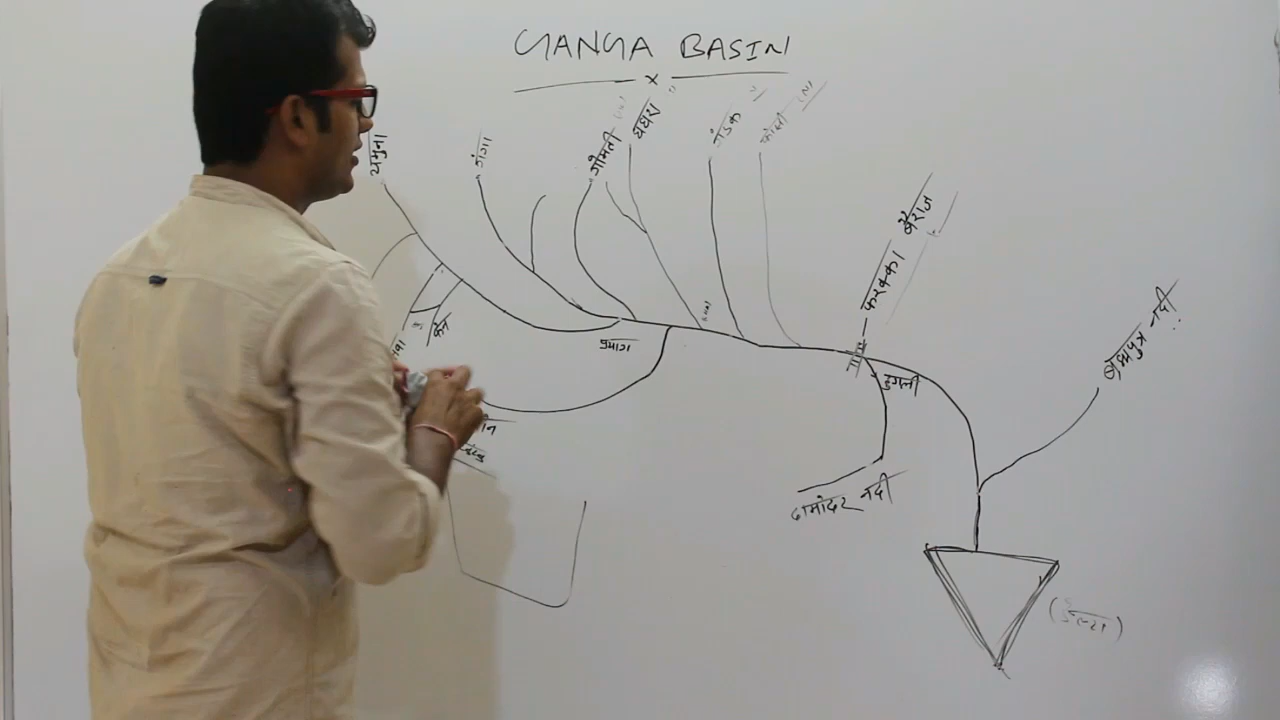 GANGA BASIN
यमुना
गंगा
गोमती
घाघरा
गंडक
कोसी (N)
फरक्का बैराज
ब्रह्मपुत्र नदी
प्रयाग
केन
हुगली
दामोदर नदी
(डेल्टा)